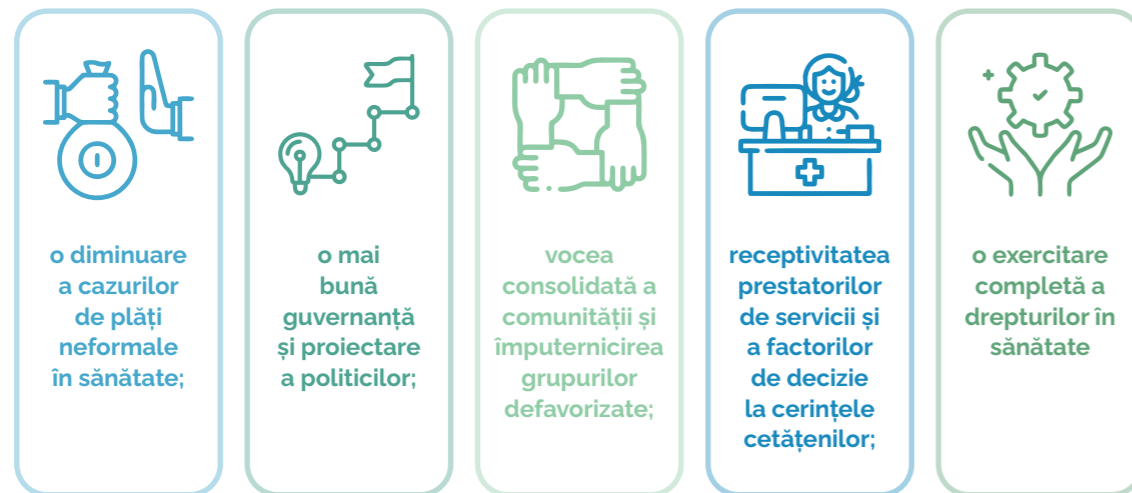 o diminuare
a cazurilor
de plăți
neformale
în sănătate;
o mai
bună
guvernanță
și proiectare
a politicilor;
vocea
consolidată a
comunității și
împuternicirea
grupurilor
defavorizate;
receptivitatea
prestatorilor
de servicii și
a factorilor
de decizie
la cerințele
cetățenilor;
o exercitare
completă a
drepturilor în
sănătate